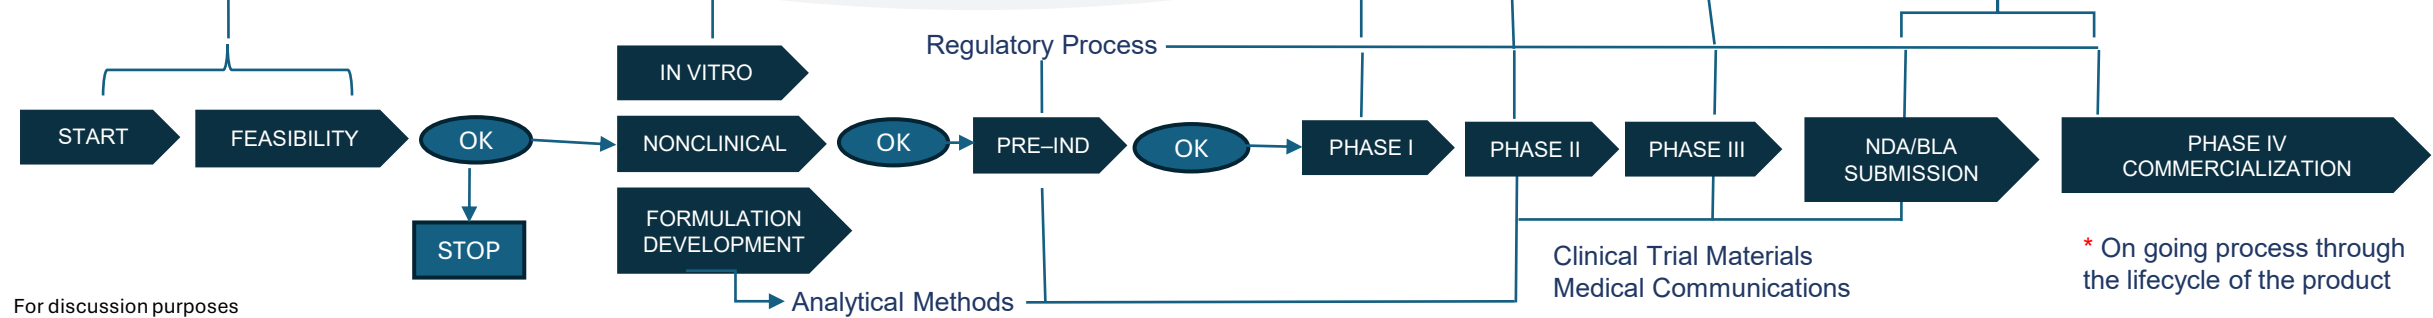 Regulatory Process
START
FEASIBILITY
OK
STOP
IN VITRO
NONCLINICAL
FORMULATION
DEVELOPMENT
OK
PRE–IND
OK
PHASE I
PHASE II
PHASE III
NDA/BLA
SUBMISSION
PHASE IV
COMMERCIALIZATION
Analytical Methods
Clinical Trial Materials
Medical Communications
* On going process through
the lifecycle of the product
For discussion purposes